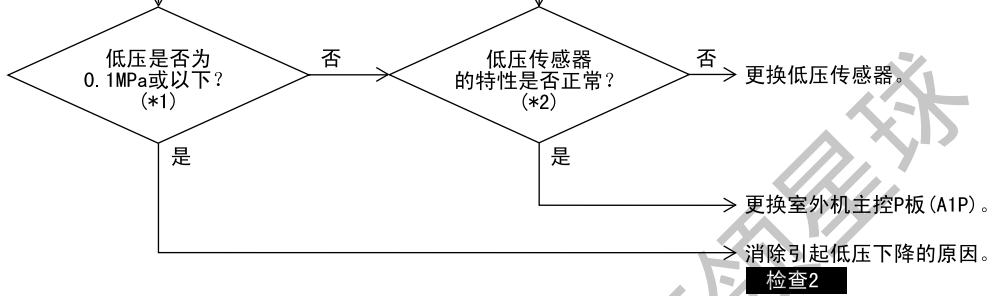 低压是否为
0.1MPa或以下？
(*1)
否
低压传感器
的特性是否正常？
(*2)
否
更换低压传感器。
是
是
更换室外机主控P板(A1P)。
消除引起低压下降的原因。
检查2
领星球